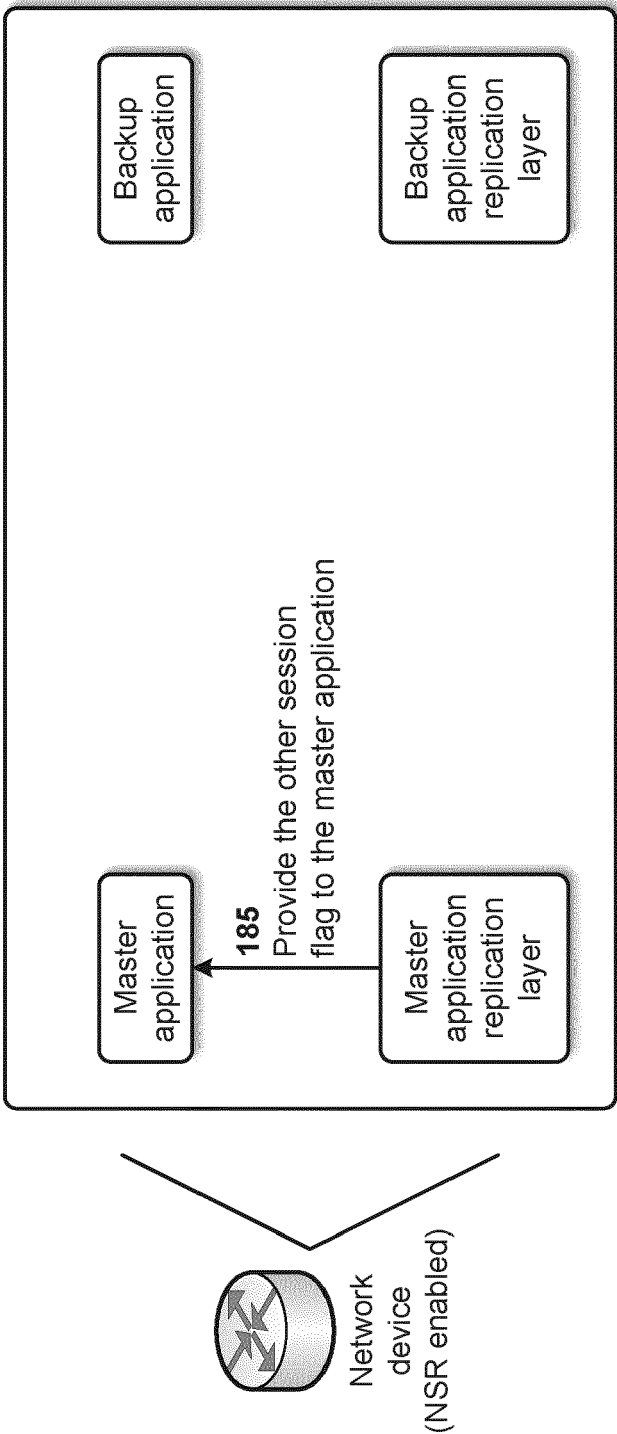 Master
application
Backup
application
185
Provide the other session
flag to the master application
Master
application
replication
layer
Backup
application
replication
layer
Network
device
(NSR enabled)